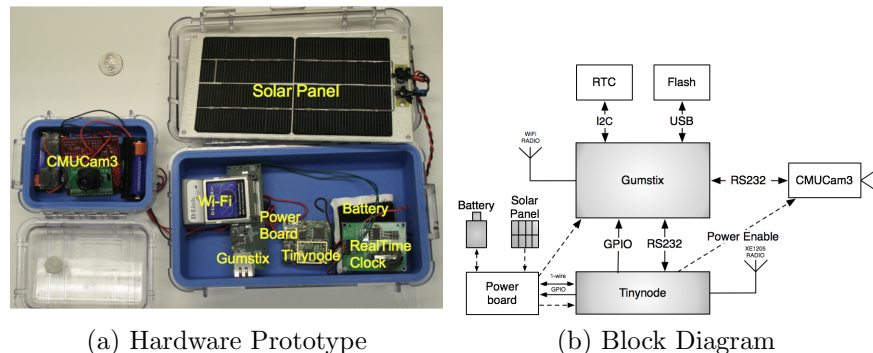 Solar Panel
CMUCam3
Wi-Fi
D-Link
Power
Board
Battery
Tinynode
RealTime
Clock
Gumstix
(a) Hardware Prototype
RTC
Flash
I2C
USB
WiFi
RADIO
Gumstix
RS232
CMUCam3
Battery
Solar
Panel
GPIO
RS232
Power Enable
XE1205
RADIO
Power
board
1-wire
GPIO
Tinynode
(b) Block Diagram